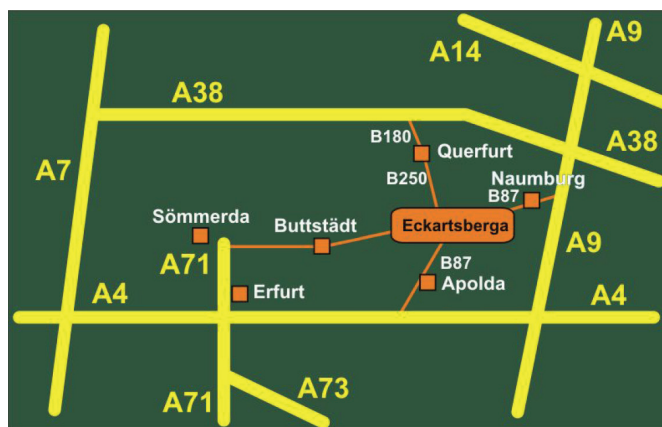 A9
A14
A38
B180
Querfurt
A38
A7
B250
Naumburg
B87
Sömmerda
Buttstädt
Eckartsberga
A71
A9
B87
Apolda
A4
Erfurt
A4
A73
A71